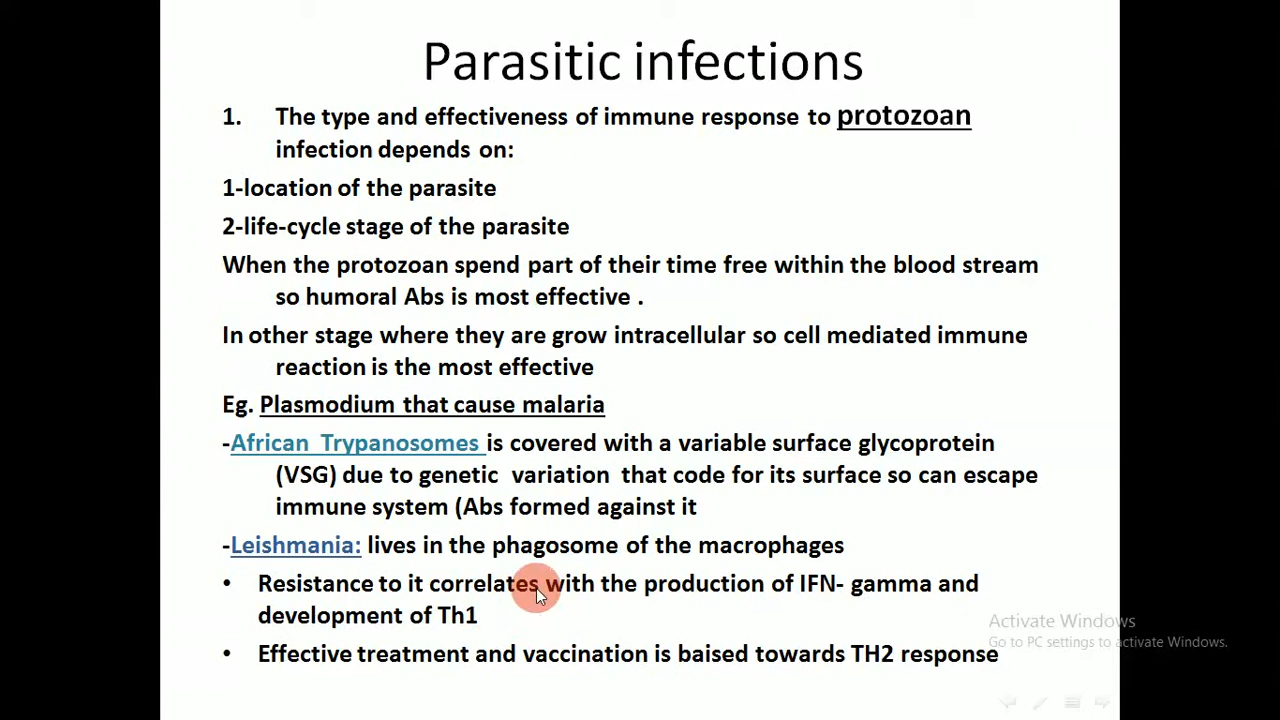 Parasitic infections
1. The type and effectiveness of immune response to protozoan
infection depends on:
1-location of the parasite
2-life-cycle stage of the parasite
When the protozoan spend part of their time free within the blood stream
so humoral Abs is most effective .
In other stage where they are grow intracellular so cell mediated immune
reaction is the most effective
Eg. Plasmodium that cause malaria
-African Trypanosomes is covered with a variable surface glycoprotein
(VSG) due to genetic variation that code for its surface so can escape
immune system (Abs formed against it
-Leishmania: lives in the phagosome of the macrophages
• Resistance to it correlates with the production of IFN- gamma and
development of Th1
• Effective treatment and vaccination is baised towards TH2 response
Activate Windows
Go to PC settings to activate Windows.